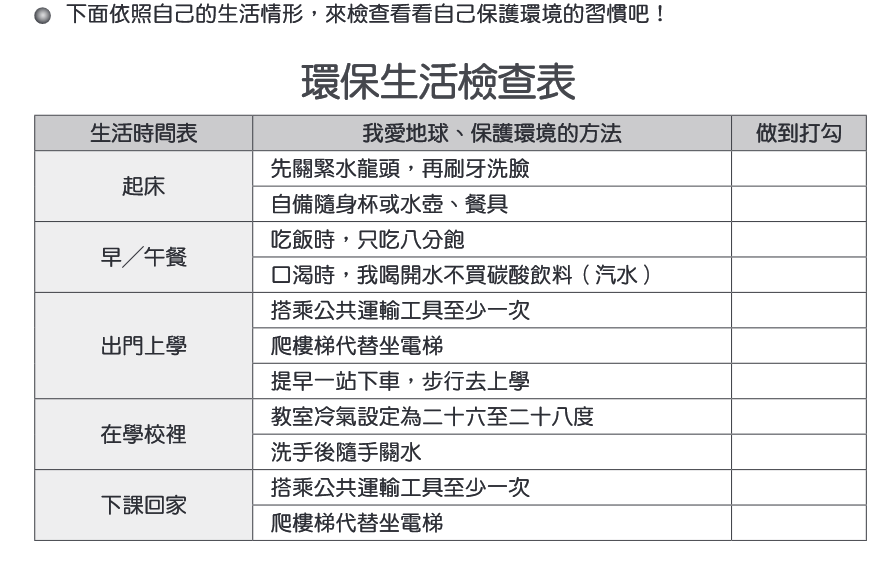 下面依照自己的生活情形，來檢查看看自己保護環境的習慣吧！
環保生活檢查表
生活時間表 我愛地球、保護環境的方法 做到打勾
起床
先關緊水龍頭，再刷牙洗臉
自備隨身杯或水壺、餐具
早／午餐
吃飯時，只吃八分飽
口渴時，我喝開水不買碳酸飲料（汽水）
出門上學
搭乘公共運輸工具至少一次
爬樓梯代替坐電梯
提早一站下車，步行去上學
在學校裡
教室冷氣設定為二十六至二十八度
洗手後隨手關水
下課回家
搭乘公共運輸工具至少一次
爬樓梯代替坐電梯